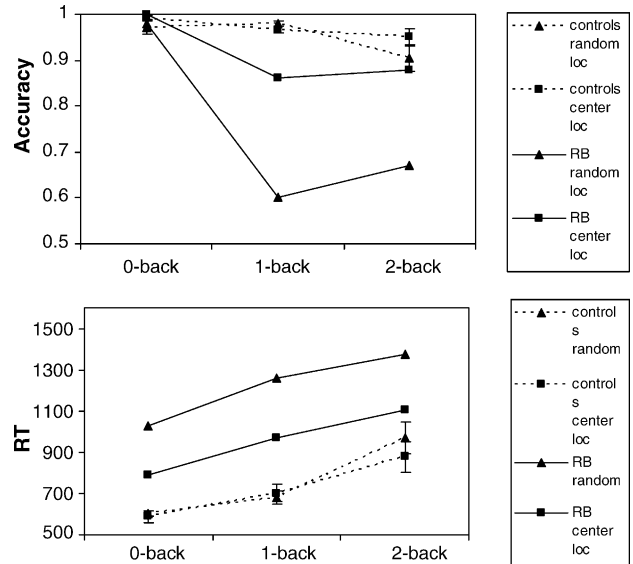 1
0.9
0.8
0.7
0.6
0.5
Accuracy
0-back
1-back
2-back
controls
random
loc
controls
center
loc
RB
random
loc
RB
center
loc
1500
1300
1100
900
700
500
RT
0-back
1-back
2-back
control
s
random
control
s
center
loc
RB
random
RB
center
loc